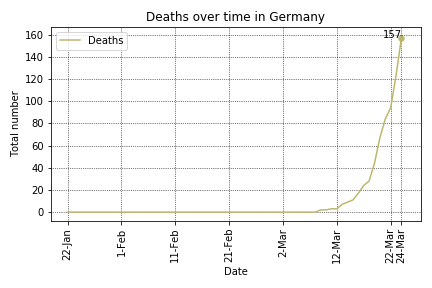 Deaths over time in Germany
Deaths
157
Total number
160
140
120
100
80
60
40
20
0
22-Jan
1-Feb
11-Feb
21-Feb
2-Mar
12-Mar
22-Mar
24-Mar
Date